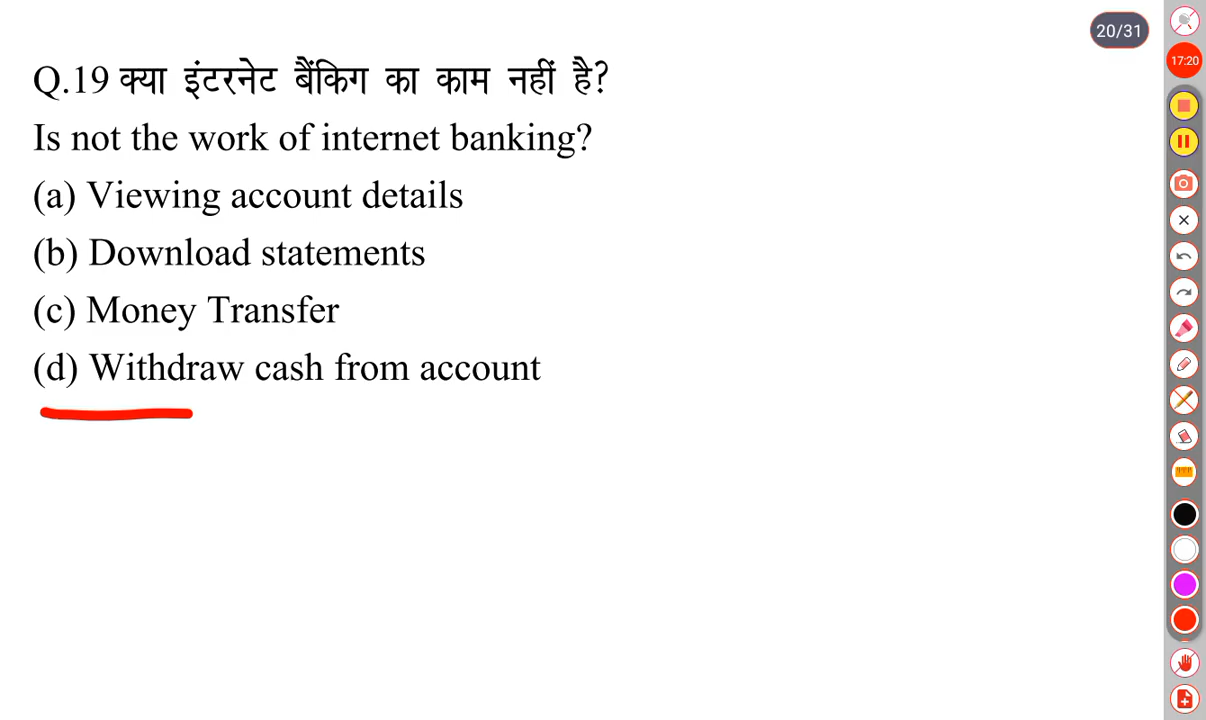 20/31
17:20
Q.19 क्या इंटरनेट बैंकिग का काम नहीं है?
Is not the work of internet banking?
(a) Viewing account details
(b) Download statements
(c) Money Transfer
(d) Withdraw cash from account